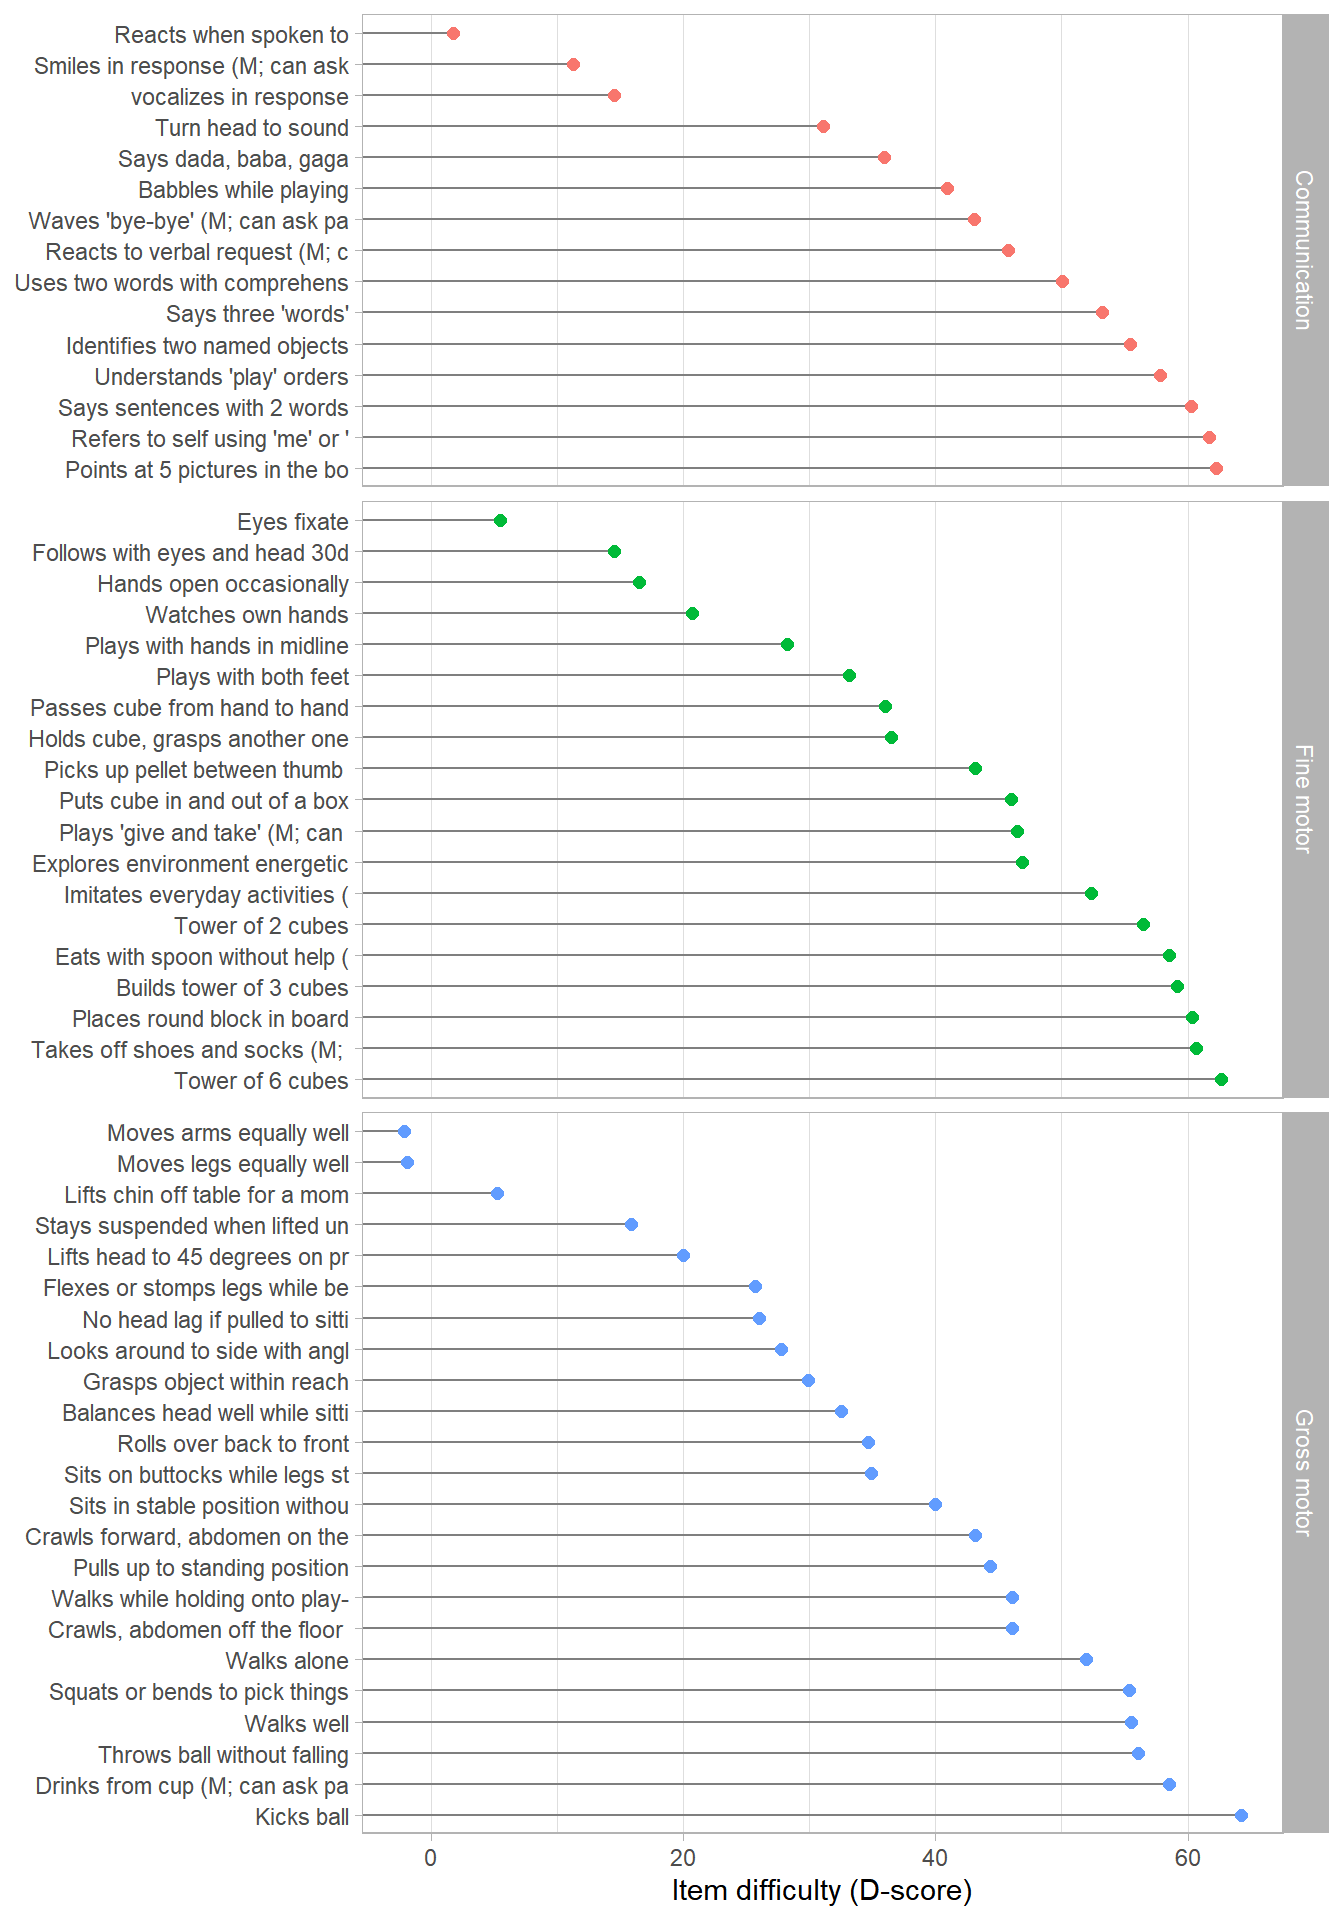 Reacts when spoken to
Smiles in response (M; can ask
vocalizes in response
Turn head to sound
Says dada, baba, gaga
Babbles while playing
Waves 'bye-bye' (M; can ask pa
Reacts to verbal request (M; c
Uses two words with comprehens
Says three 'words'
Identifies two named objects
Understands 'play' orders
Says sentences with 2 words
Refers to self using 'me' or '
Points at 5 pictures in the bo
Communication
Eyes fixate
Follows with eyes and head 30d
Hands open occasionally
Watches own hands
Plays with hands in midline
Plays with both feet
Passes cube from hand to hand
Holds cube, grasps another one
Picks up pellet between thumb
Puts cube in and out of a box
Plays 'give and take' (M; can
Explores environment energetic
Imitates everyday activities (
Tower of 2 cubes
Eats with spoon without help (
Builds tower of 3 cubes
Places round block in board
Takes off shoes and socks (M;
Tower of 6 cubes
Fine motor
Moves arms equally well
Moves legs equally well
Lifts chin off table for a mom
Stays suspended when lifted un
Lifts head to 45 degrees on pr
Flexes or stomps legs while be
No head lag if pulled to sitti
Looks around to side with angl
Grasps object within reach
Balances head well while sitti
Rolls over back to front
Sits on buttocks while legs st
Sits in stable position withou
Crawls forward, abdomen on the
Pulls up to standing position
Walks while holding onto play-
Crawls, abdomen off the floor
Walks alone
Squats or bends to pick things
Walks well
Throws ball without falling
Drinks from cup (M; can ask pa
Kicks ball
Gross motor
0 20 40 60
Item difficulty (D-score)